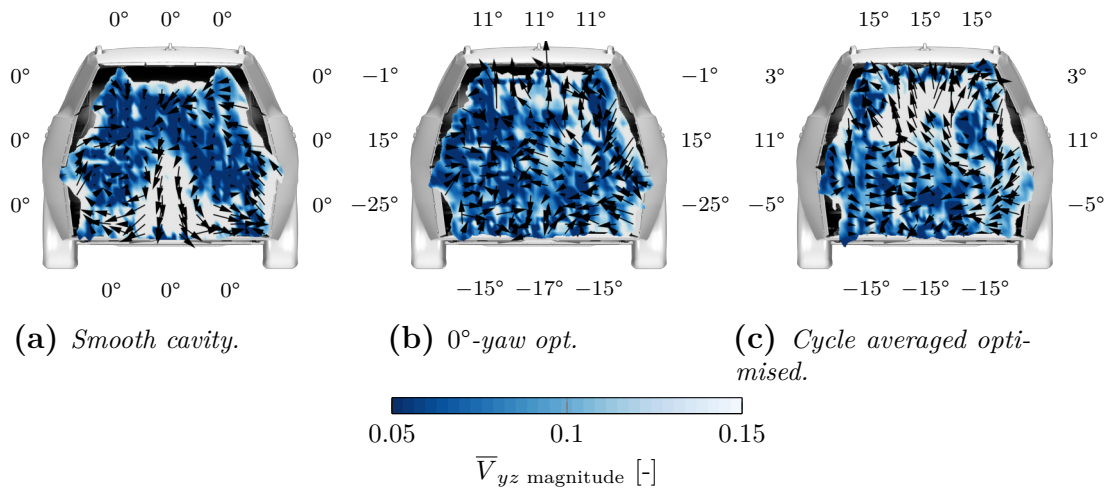 0° 0° 0° 11° 11° 11° 15° 15° 15°
0° 0° −1° −1° 3° 3°
0° 0° 15° 15° 11° 11°
0° 0° −25° −25° −5° −5°
0° 0° 0° −15° −17° −15° −15° −15° −15°
(a) Smooth cavity. (b) 0°-yaw opt. (c) Cycle averaged opti-
mised.
0.05 0.1 0.15
V̅yz magnitude [-]